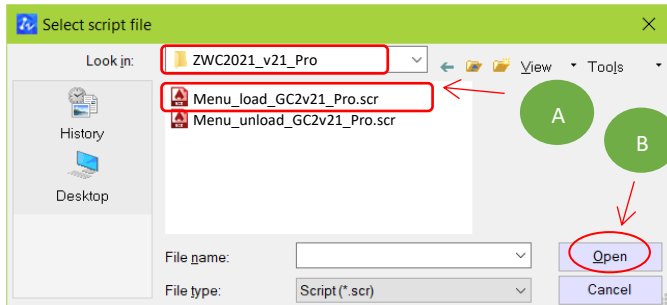 Select script file
Look in: ZWC2021_v21_Pro View Tools
Menu_load_GC2v21_Pro.scr
Menu_unload_GC2v21_Pro.scr
A
B
History
Desktop
File name: Open
File type: Script (*.scr) Cancel